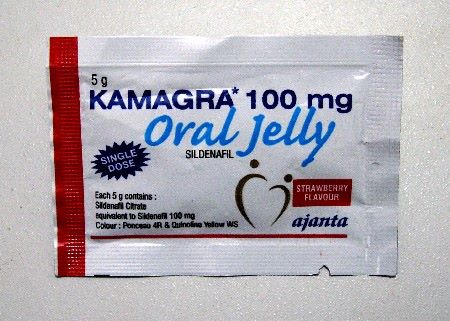 5 g
KAMAGRA* 100 mg
Oral Jelly
SILDENAFIL
SINGLE
DOSE
Each 5 g contains :
Sildenafil Citrate
equivalent to Sildenafil 100 mg
Colour : Ponceau 4R & Quinoline Yellow WS
STRAWBERRY
FLAVOUR
ajanta